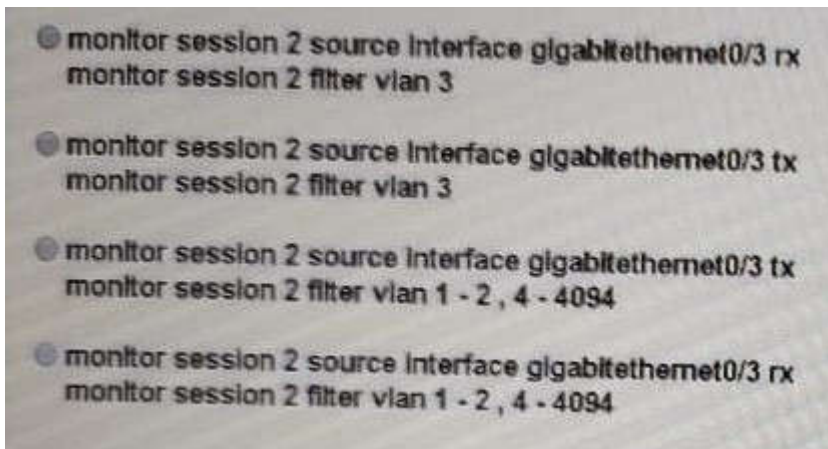 monitor session 2 source interface gigabitethernet0/3 rx
monitor session 2 filter vlan 3
monitor session 2 source interface gigabitethernet0/3 tx
monitor session 2 filter vlan 3
monitor session 2 source interface gigabitethernet0/3 tx
monitor session 2 filter vlan 1 - 2 , 4 - 4094
monitor session 2 source interface gigabitethernet0/3 rx
monitor session 2 filter vlan 1 - 2 , 4 - 4094